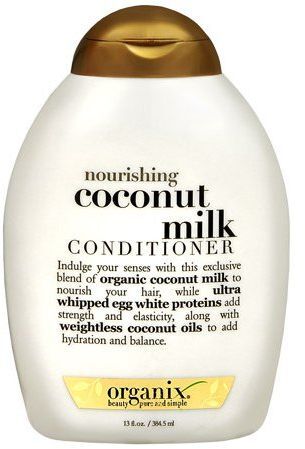 nourishing
coconut
milk
CONDITIONER
Indulge your senses with this exclusive
blend of organic coconut milk to
nourish your hair, while ultra
whipped egg white proteins add
strength and elasticity, along with
weightless coconut oils to add
hydration and balance.
organix®
beauty pure and simple
13 fl oz. / 384.5 ml